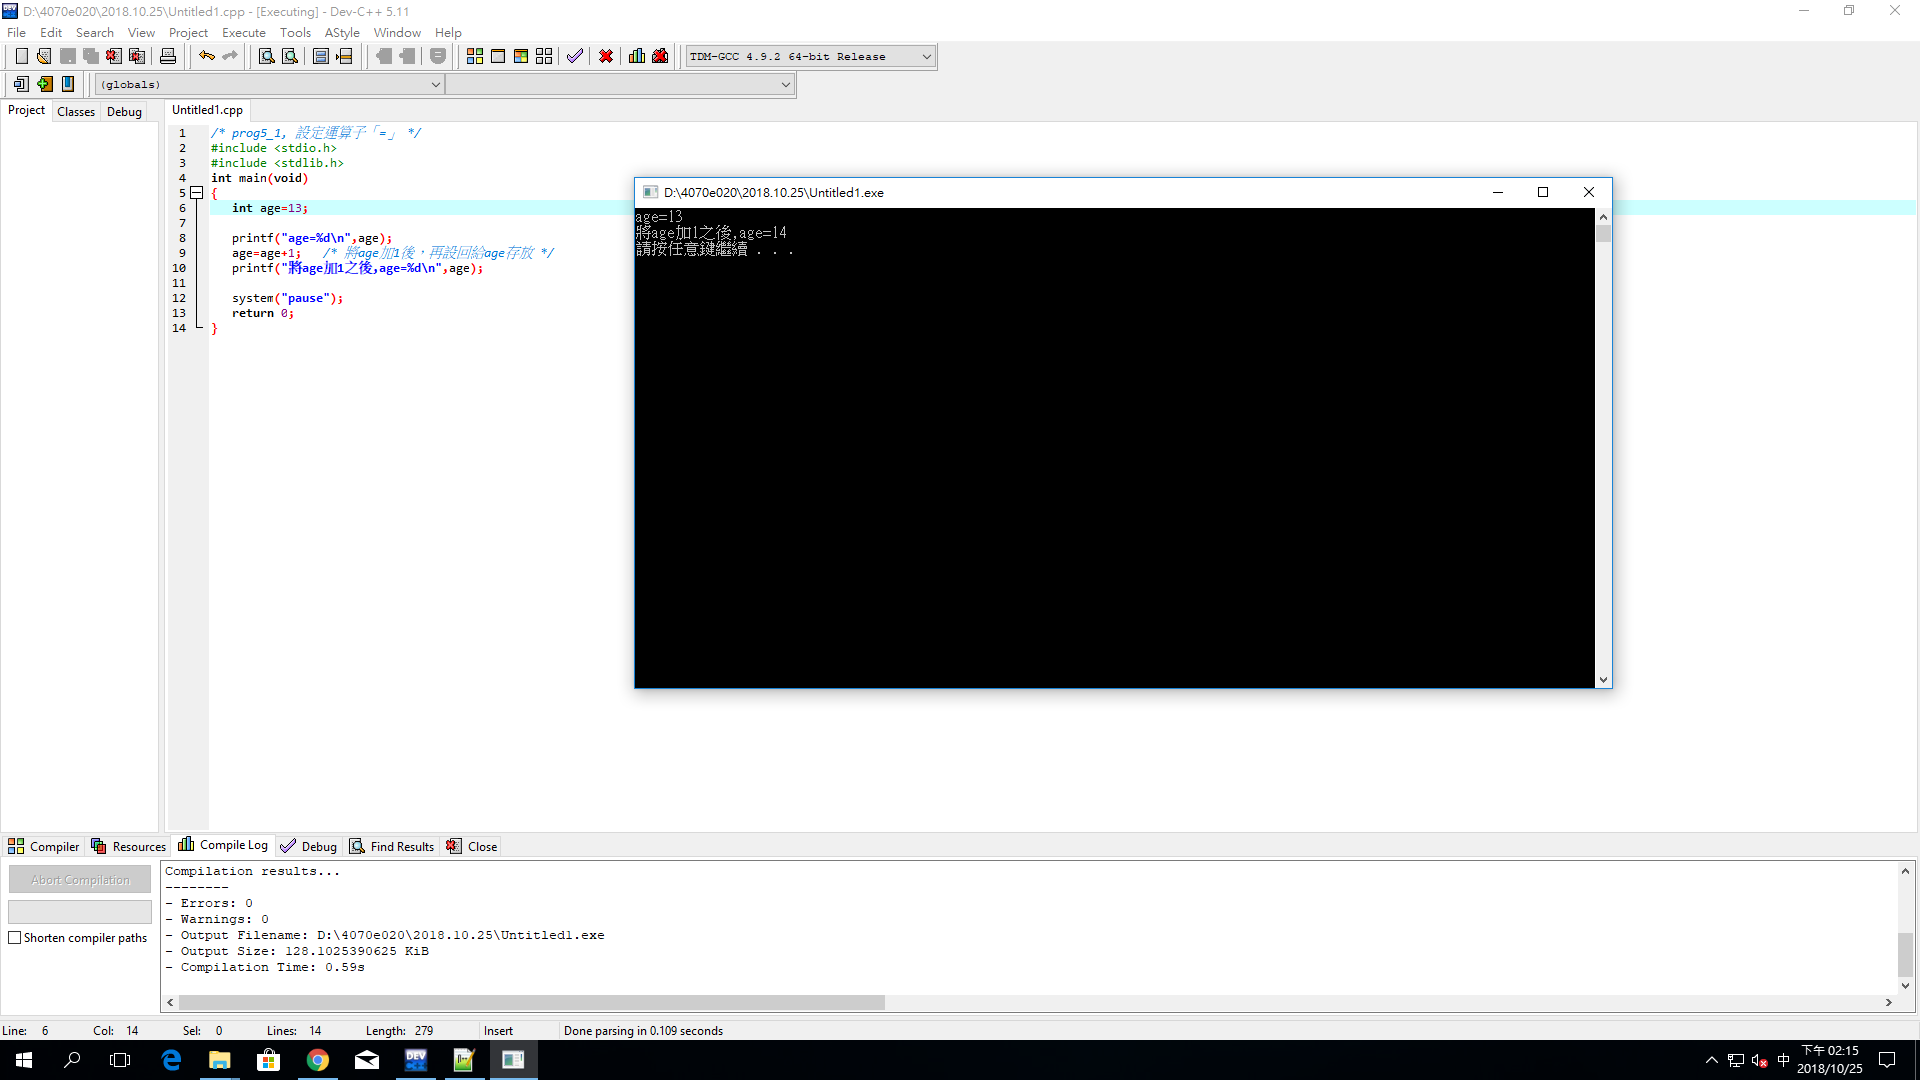 D:\4070e020\2018.10.25\Untitled1.cpp - [Executing] - Dev-C++ 5.11
File Edit Search View Project Execute Tools AStyle Window Help
TDM-GCC 4.9.2 64-bit Release
(globals)
Project Classes Debug Untitled1.cpp
1 /* prog5_1, 設定運算子「=」 */
2 #include <stdio.h>
3 #include <stdlib.h>
4 int main(void)
5 {
6 int age=13;
7
8 printf("age=%d\n",age);
9 age=age+1; /* 將age加1後，再設回給age存放 */
10 printf("將age加1之後,age=%d\n",age);
11
12 system("pause");
13 return 0;
14 }
D:\4070e020\2018.10.25\Untitled1.exe
age=13
將age加1之後,age=14
請按任意鍵繼續 . . .
Compiler Resources Compile Log Debug Find Results Close
Abort Compilation
Shorten compiler paths
Compilation results...
--------
- Errors: 0
- Warnings: 0
- Output Filename: D:\4070e020\2018.10.25\Untitled1.exe
- Output Size: 128.1025390625 KiB
- Compilation Time: 0.59s
Line: 6 Col: 14 Sel: 0 Lines: 14 Length: 279 Insert Done parsing in 0.109 seconds
DEV C++
中
下午 02:15
2018/10/25